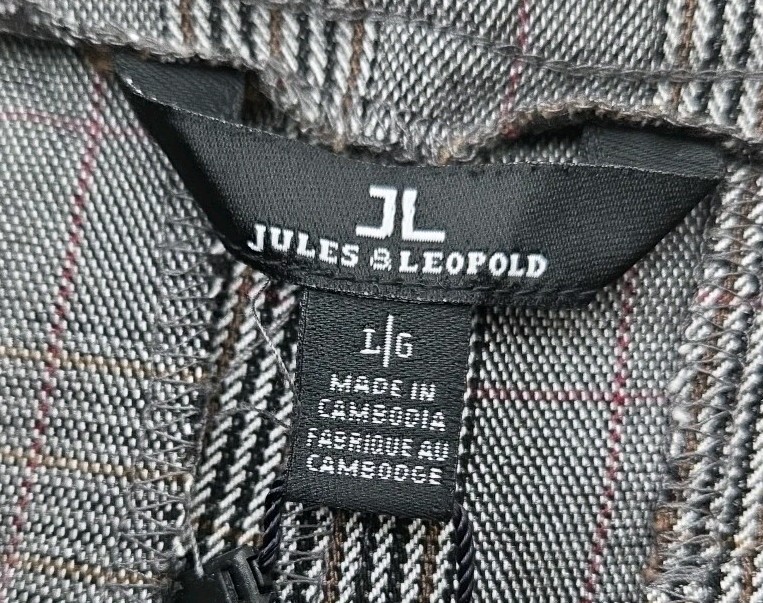 JL
JULES & LEOPOLD
L|G
MADE IN
CAMBODIA
FABRIQUE AU
CAMBODGE